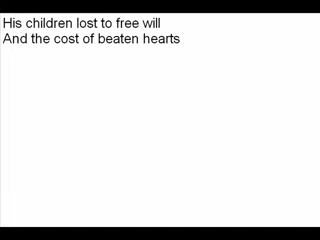 His children lost to free will
And the cost of beaten hearts